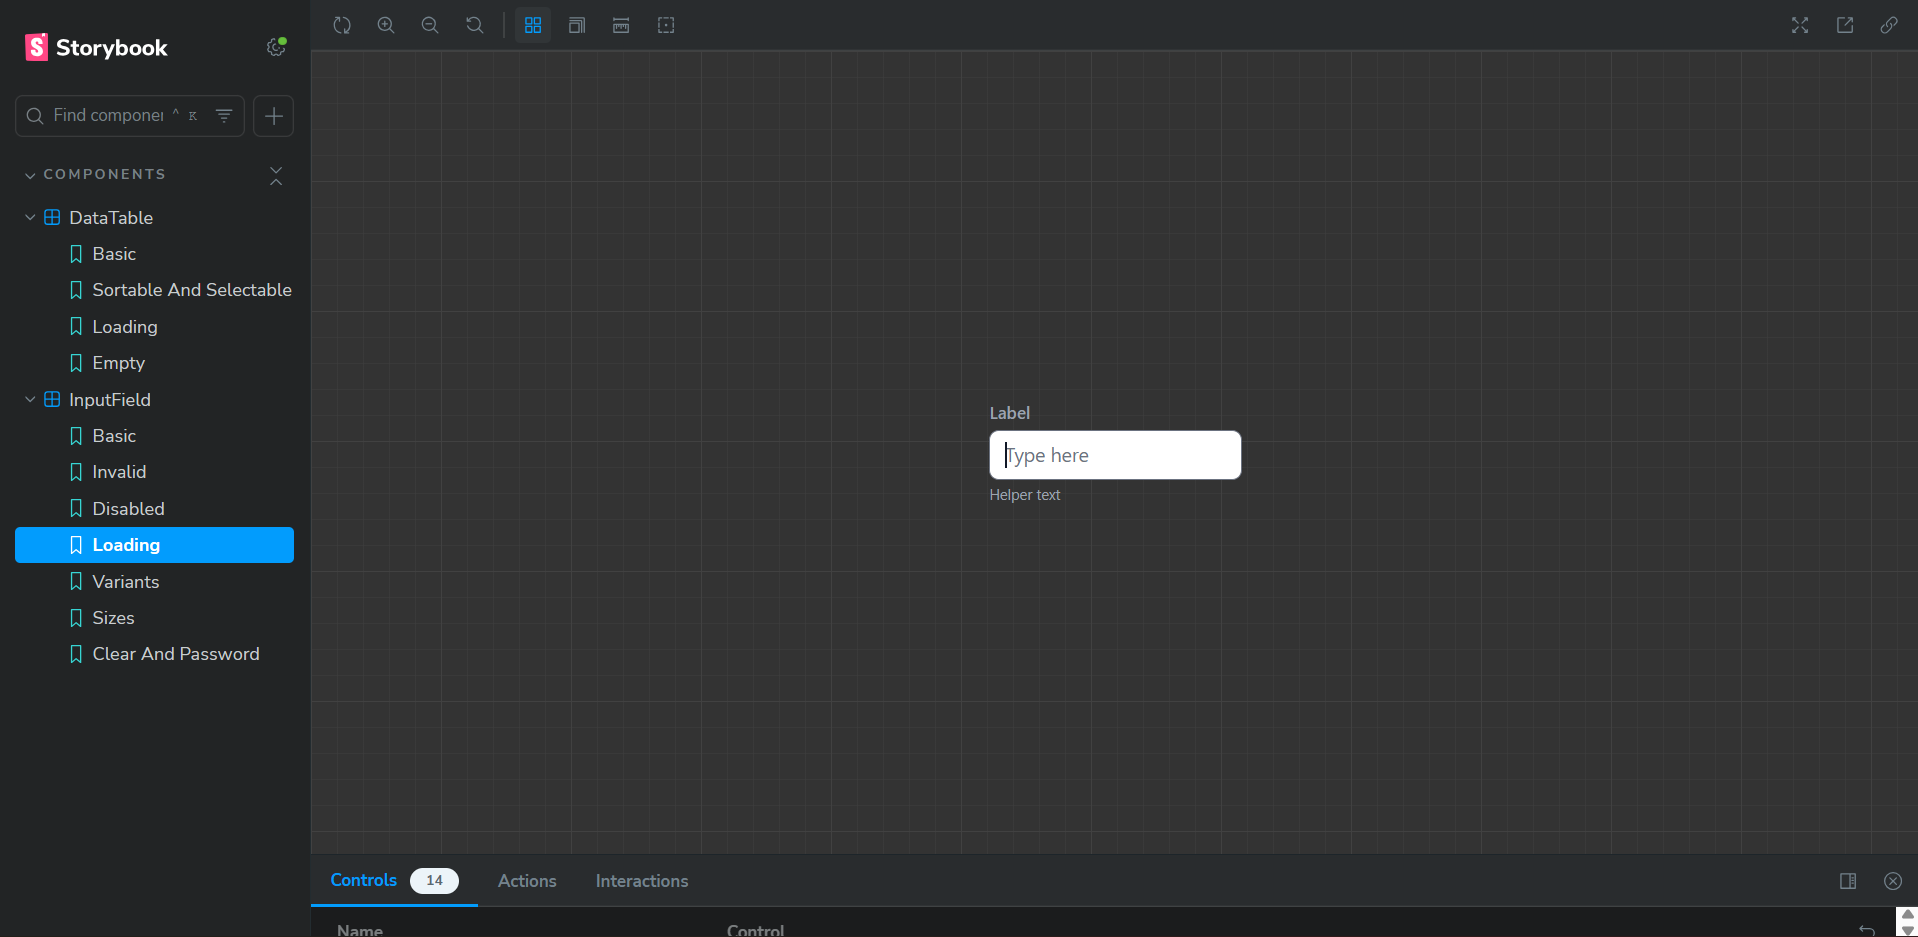 Storybook
Find componer ^ K
COMPONENTS
DataTable
Basic
Sortable And Selectable
Loading
Empty
InputField
Basic
Invalid
Disabled
Loading
Variants
Sizes
Clear And Password
Label
Type here
Helper text
Controls 14 Actions Interactions
Name Control